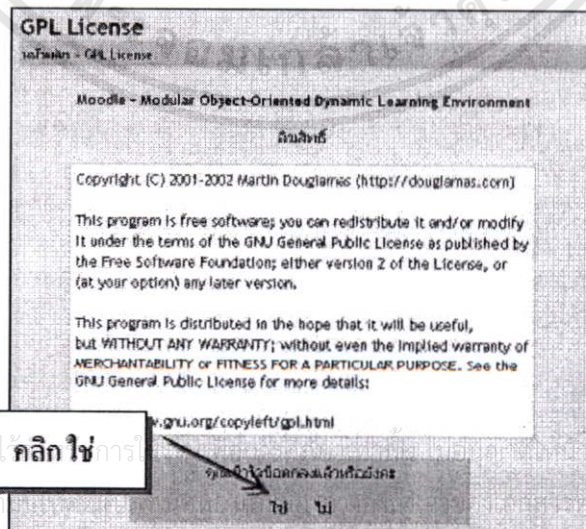 GPL License
- GPL License
Moodle - Modular Object-Oriented Dynamic Learning Environment
ลิขสิทธิ์
Copyright (C) 2001-2002 Martin Dougiamas (http://dougiamas.com)
This program is free software; you can redistribute it and/or modify
it under the terms of the GNU General Public License as published by
the Free Software Foundation; either version 2 of the License, or
(at your option) any later version.
This program is distributed in the hope that it will be useful,
but WITHOUT ANY WARRANTY; without even the implied warranty of
MERCHANTABILITY or FITNESS FOR A PARTICULAR PURPOSE. See the
GNU General Public License for more details:
w.gnu.org/copyleft/gpl.html
คลิก ใช่
ใช่ ไม่